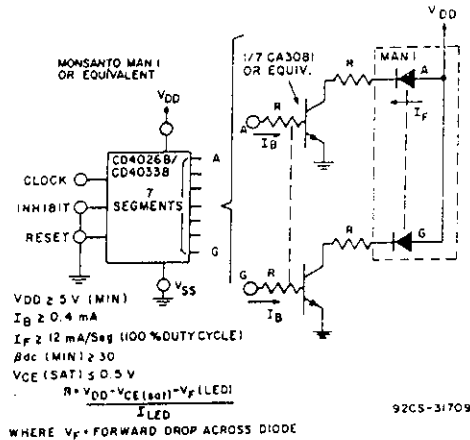 MONSANTO MAN 1
OR EQUIVALENT
VDD
CD4026B/
CD4033B
7
SEGMENTS
CLOCK
INHIBIT
RESET
A
G
VSS
1/7 CA3081
OR EQUIV.
VDD
R
MAN 1
A
IF
A
R
IB
R
G
G
R
IB
VDD ≥ 5 V (MIN)
IB ≥ 0.4 mA
IF ≥ 12 mA/Seg (100% DUTY CYCLE)
βdc (MIN) ≥ 30
VCE (SAT) ≤ 0.5 V
R = VDD - VCE(sat) - VF (LED)
ILED
WHERE VF = FORWARD DROP ACROSS DIODE
92CS-31709